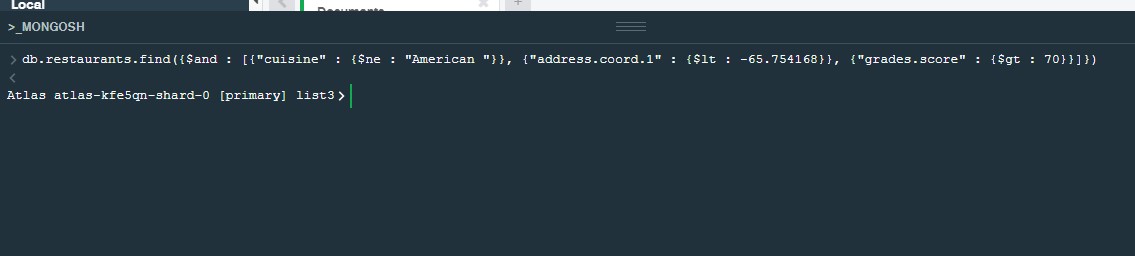 Local
Documents
+
>_MONGOSH
> db.restaurants.find({$and : [{"cuisine" : {$ne : "American "}}, {"address.coord.1" : {$lt : -65.754168}}, {"grades.score" : {$gt : 70}}]})
<
Atlas atlas-kfe5qn-shard-0 [primary] list3>